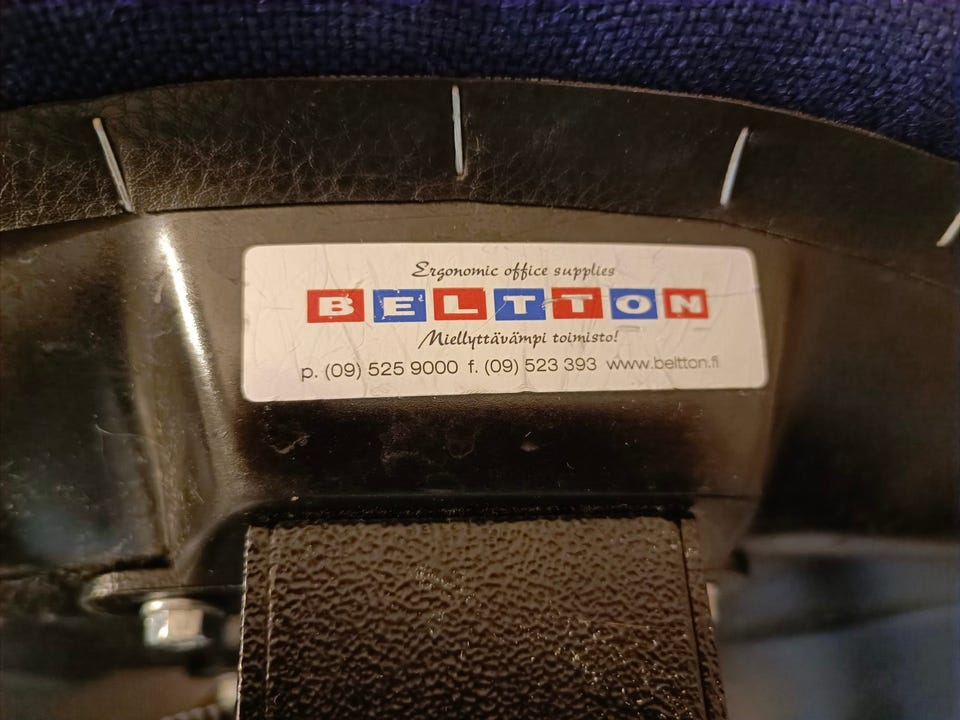 Ergonomic office supplies
BELTTON
Miellyttävämpi toimisto!
p. (09) 525 9000 f. (09) 523 393 www.beltton.fi